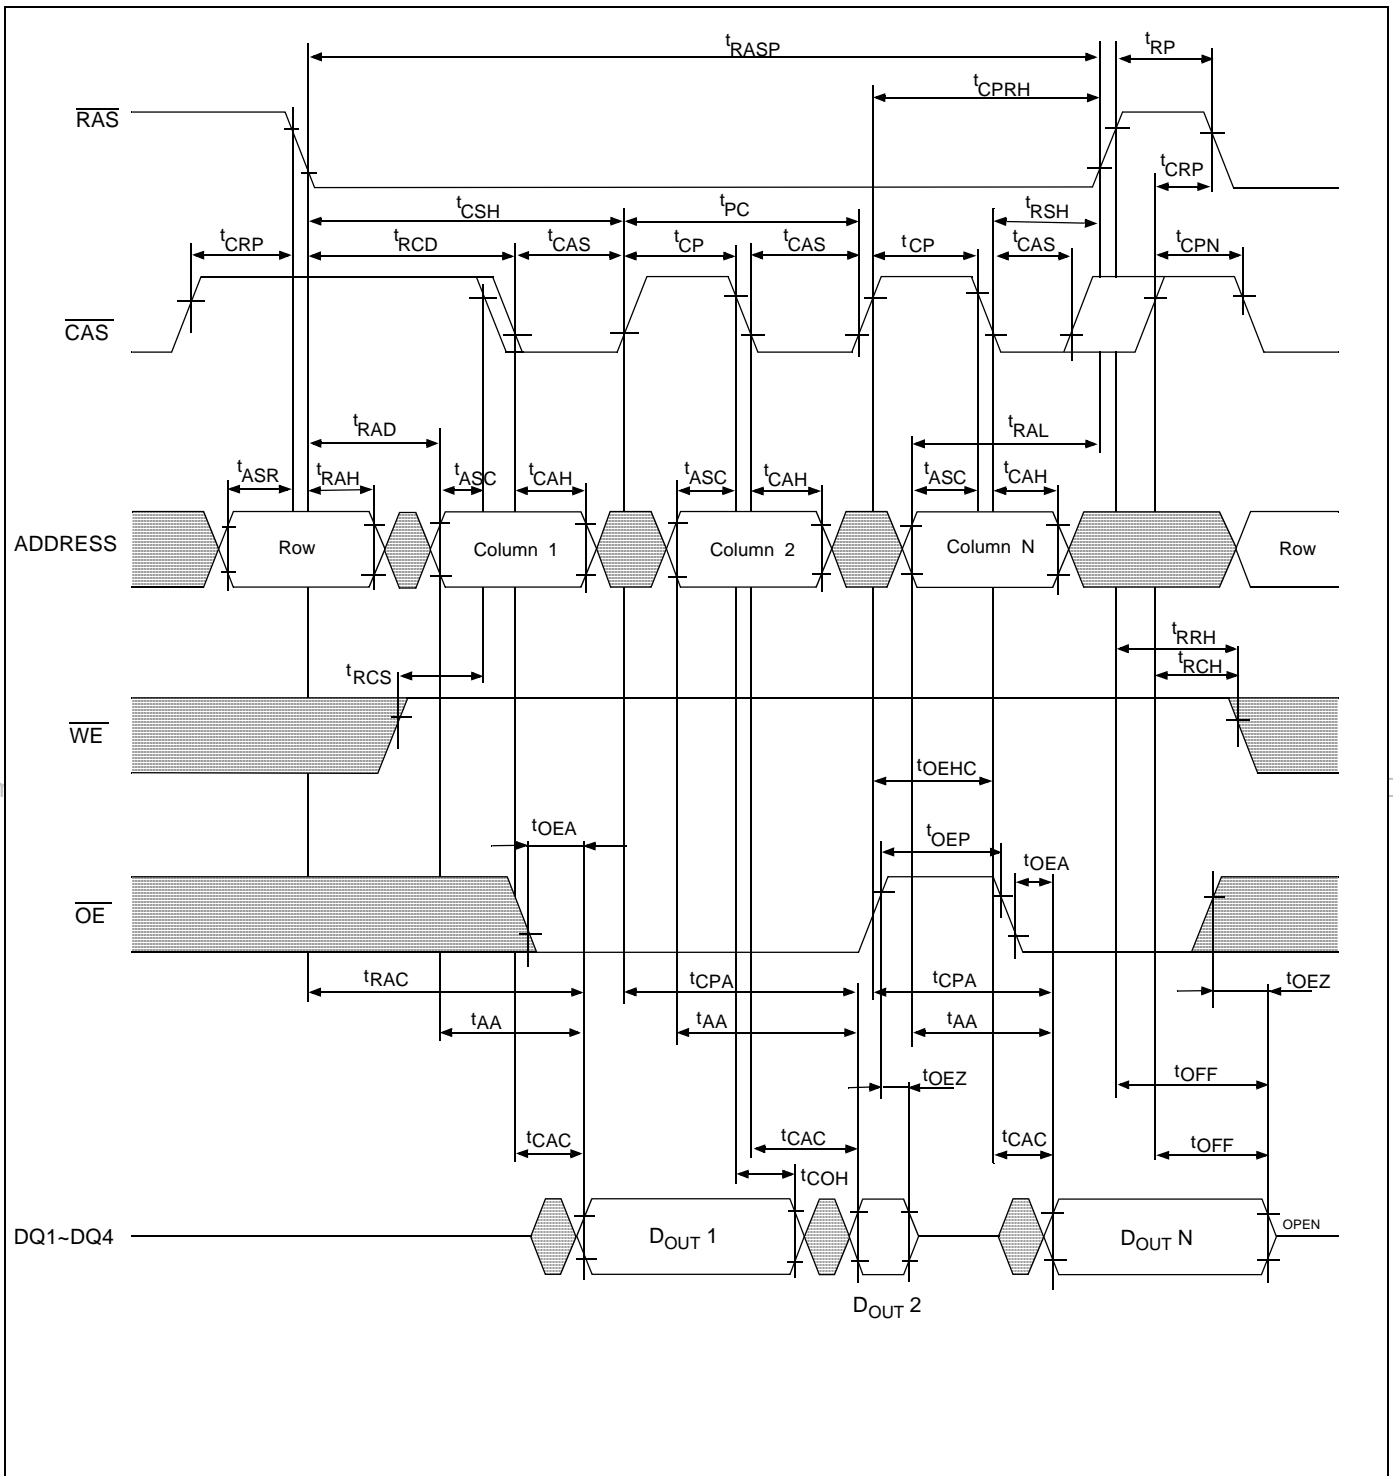 tRASP
tRP
tCPRH
RAS
tCRP
tCSH
tPC
tRSH
tCRP
tRCD
tCAS
tCP
tCAS
tCP
tCAS
tCPN
CAS
tRAD
tRAL
tASR
tRAH
tASC
tCAH
tASC
tCAH
tASC
tCAH
ADDRESS
Row
Column 1
Column 2
Column N
Row
tRRH
tRCS
tRCH
WE
tOEHC
tOEA
tOEP
tOEA
OE
tRAC
tCPA
tCPA
tOEZ
tAA
tAA
tAA
tOEZ
tOFF
tCAC
tCAC
tCAC
tOFF
tCOH
DQ1~DQ4
DOUT 1
DOUT N
OPEN
DOUT 2